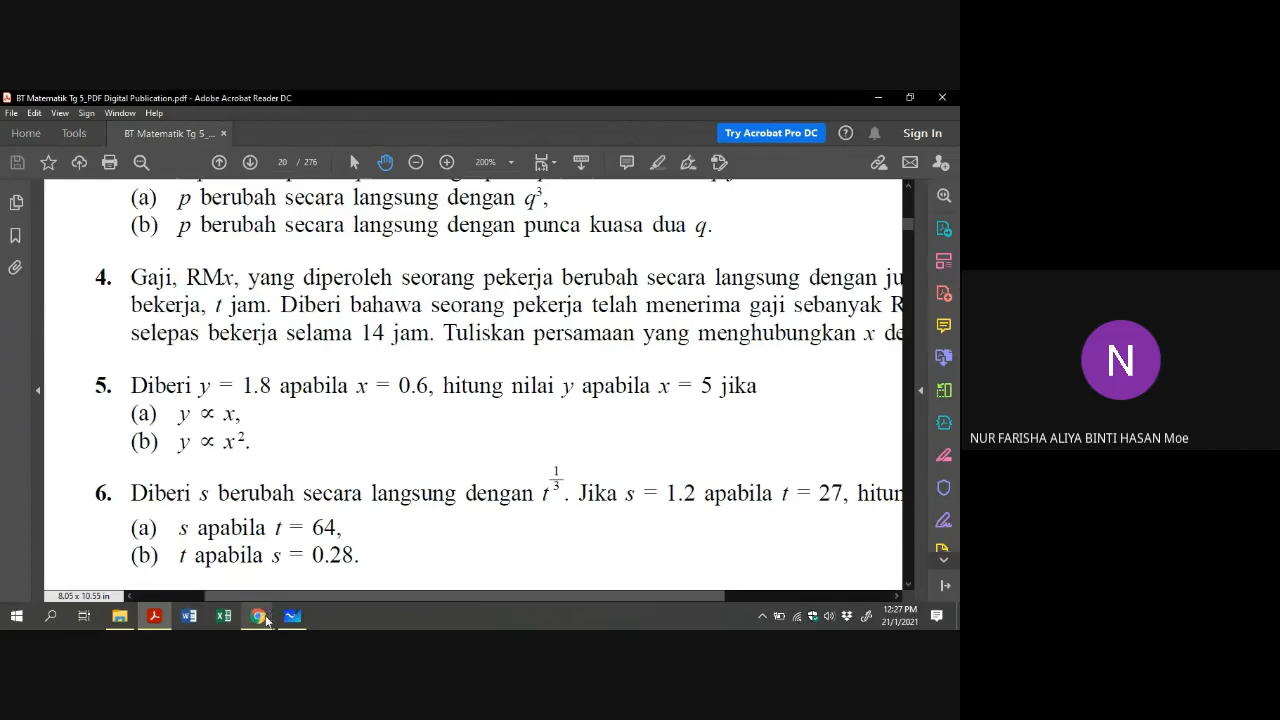 BT Matematik Tg 5_PDF Digital Publication.pdf - Adobe Acrobat Reader DC
File Edit View Sign Window Help
Home Tools BT Matematik Tg 5_... × Try Acrobat Pro DC Sign In
20 / 276 200%
(a) p berubah secara langsung dengan q³,
(b) p berubah secara langsung dengan punca kuasa dua q.
4. Gaji, RMx, yang diperoleh seorang pekerja berubah secara langsung dengan ju
bekerja, t jam. Diberi bahawa seorang pekerja telah menerima gaji sebanyak R
selepas bekerja selama 14 jam. Tuliskan persamaan yang menghubungkan x de
5. Diberi y = 1.8 apabila x = 0.6, hitung nilai y apabila x = 5 jika
(a) y ∝ x,
(b) y ∝ x².
6. Diberi s berubah secara langsung dengan t^(1/3). Jika s = 1.2 apabila t = 27, hitun
(a) s apabila t = 64,
(b) t apabila s = 0.28.
8.05 x 10.55 in
12:27 PM
21/1/2021
N
NUR FARISHA ALIYA BINTI HASAN Moe